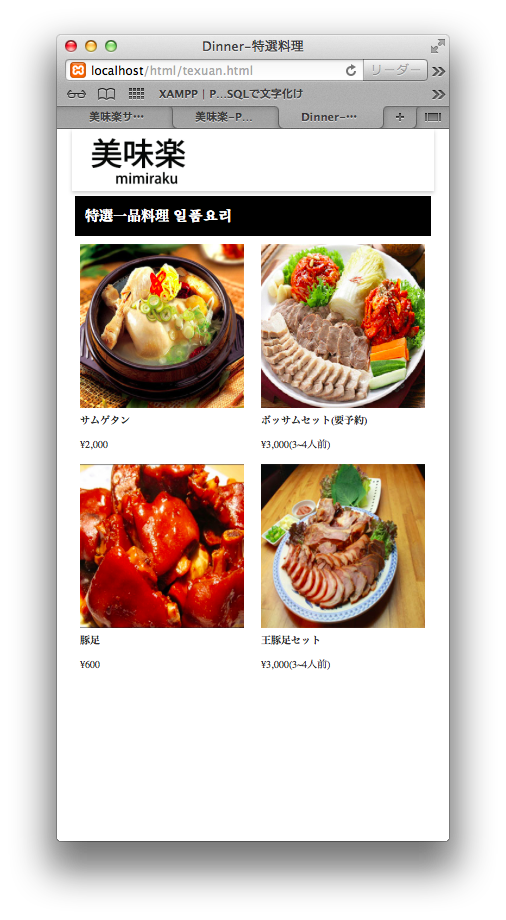 Dinner-特選料理
localhost/html/texuan.html
リーダー
XAMPP | P...SQLで文字化け
美味楽サ…
美味楽-P…
Dinner-…
美味楽
mimiraku
特選一品料理 일품요리
サムゲタン
ボッサムセット(要予約)
¥2,000
¥3,000(3~4人前)
豚足
王豚足セット
¥600
¥3,000(3~4人前)